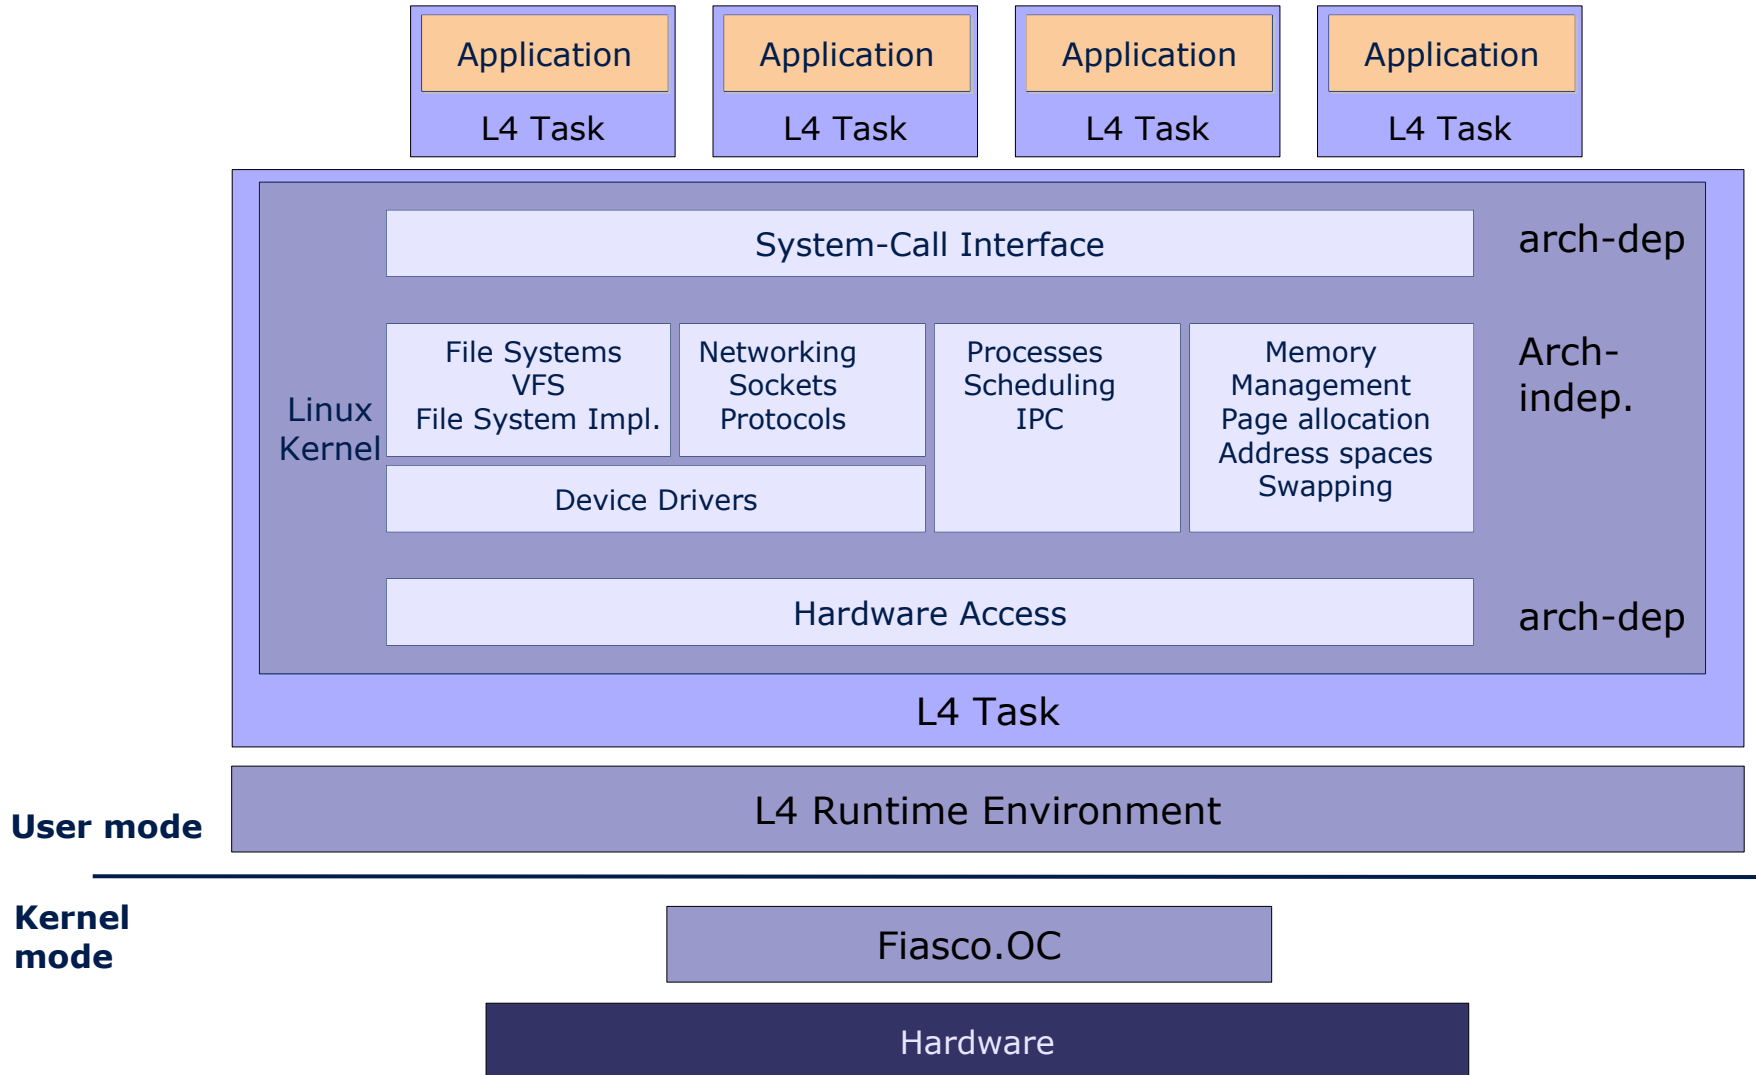 Application
Application
Application
Application
L4 Task
L4 Task
L4 Task
L4 Task
System-Call Interface
arch-dep
Linux
Kernel
File Systems
VFS
File System Impl.
Networking
Sockets
Protocols
Processes
Scheduling
IPC
Memory
Management
Page allocation
Address spaces
Swapping
Arch-
indep.
Device Drivers
Hardware Access
arch-dep
L4 Task
L4 Runtime Environment
User mode
Kernel
mode
Fiasco.OC
Hardware